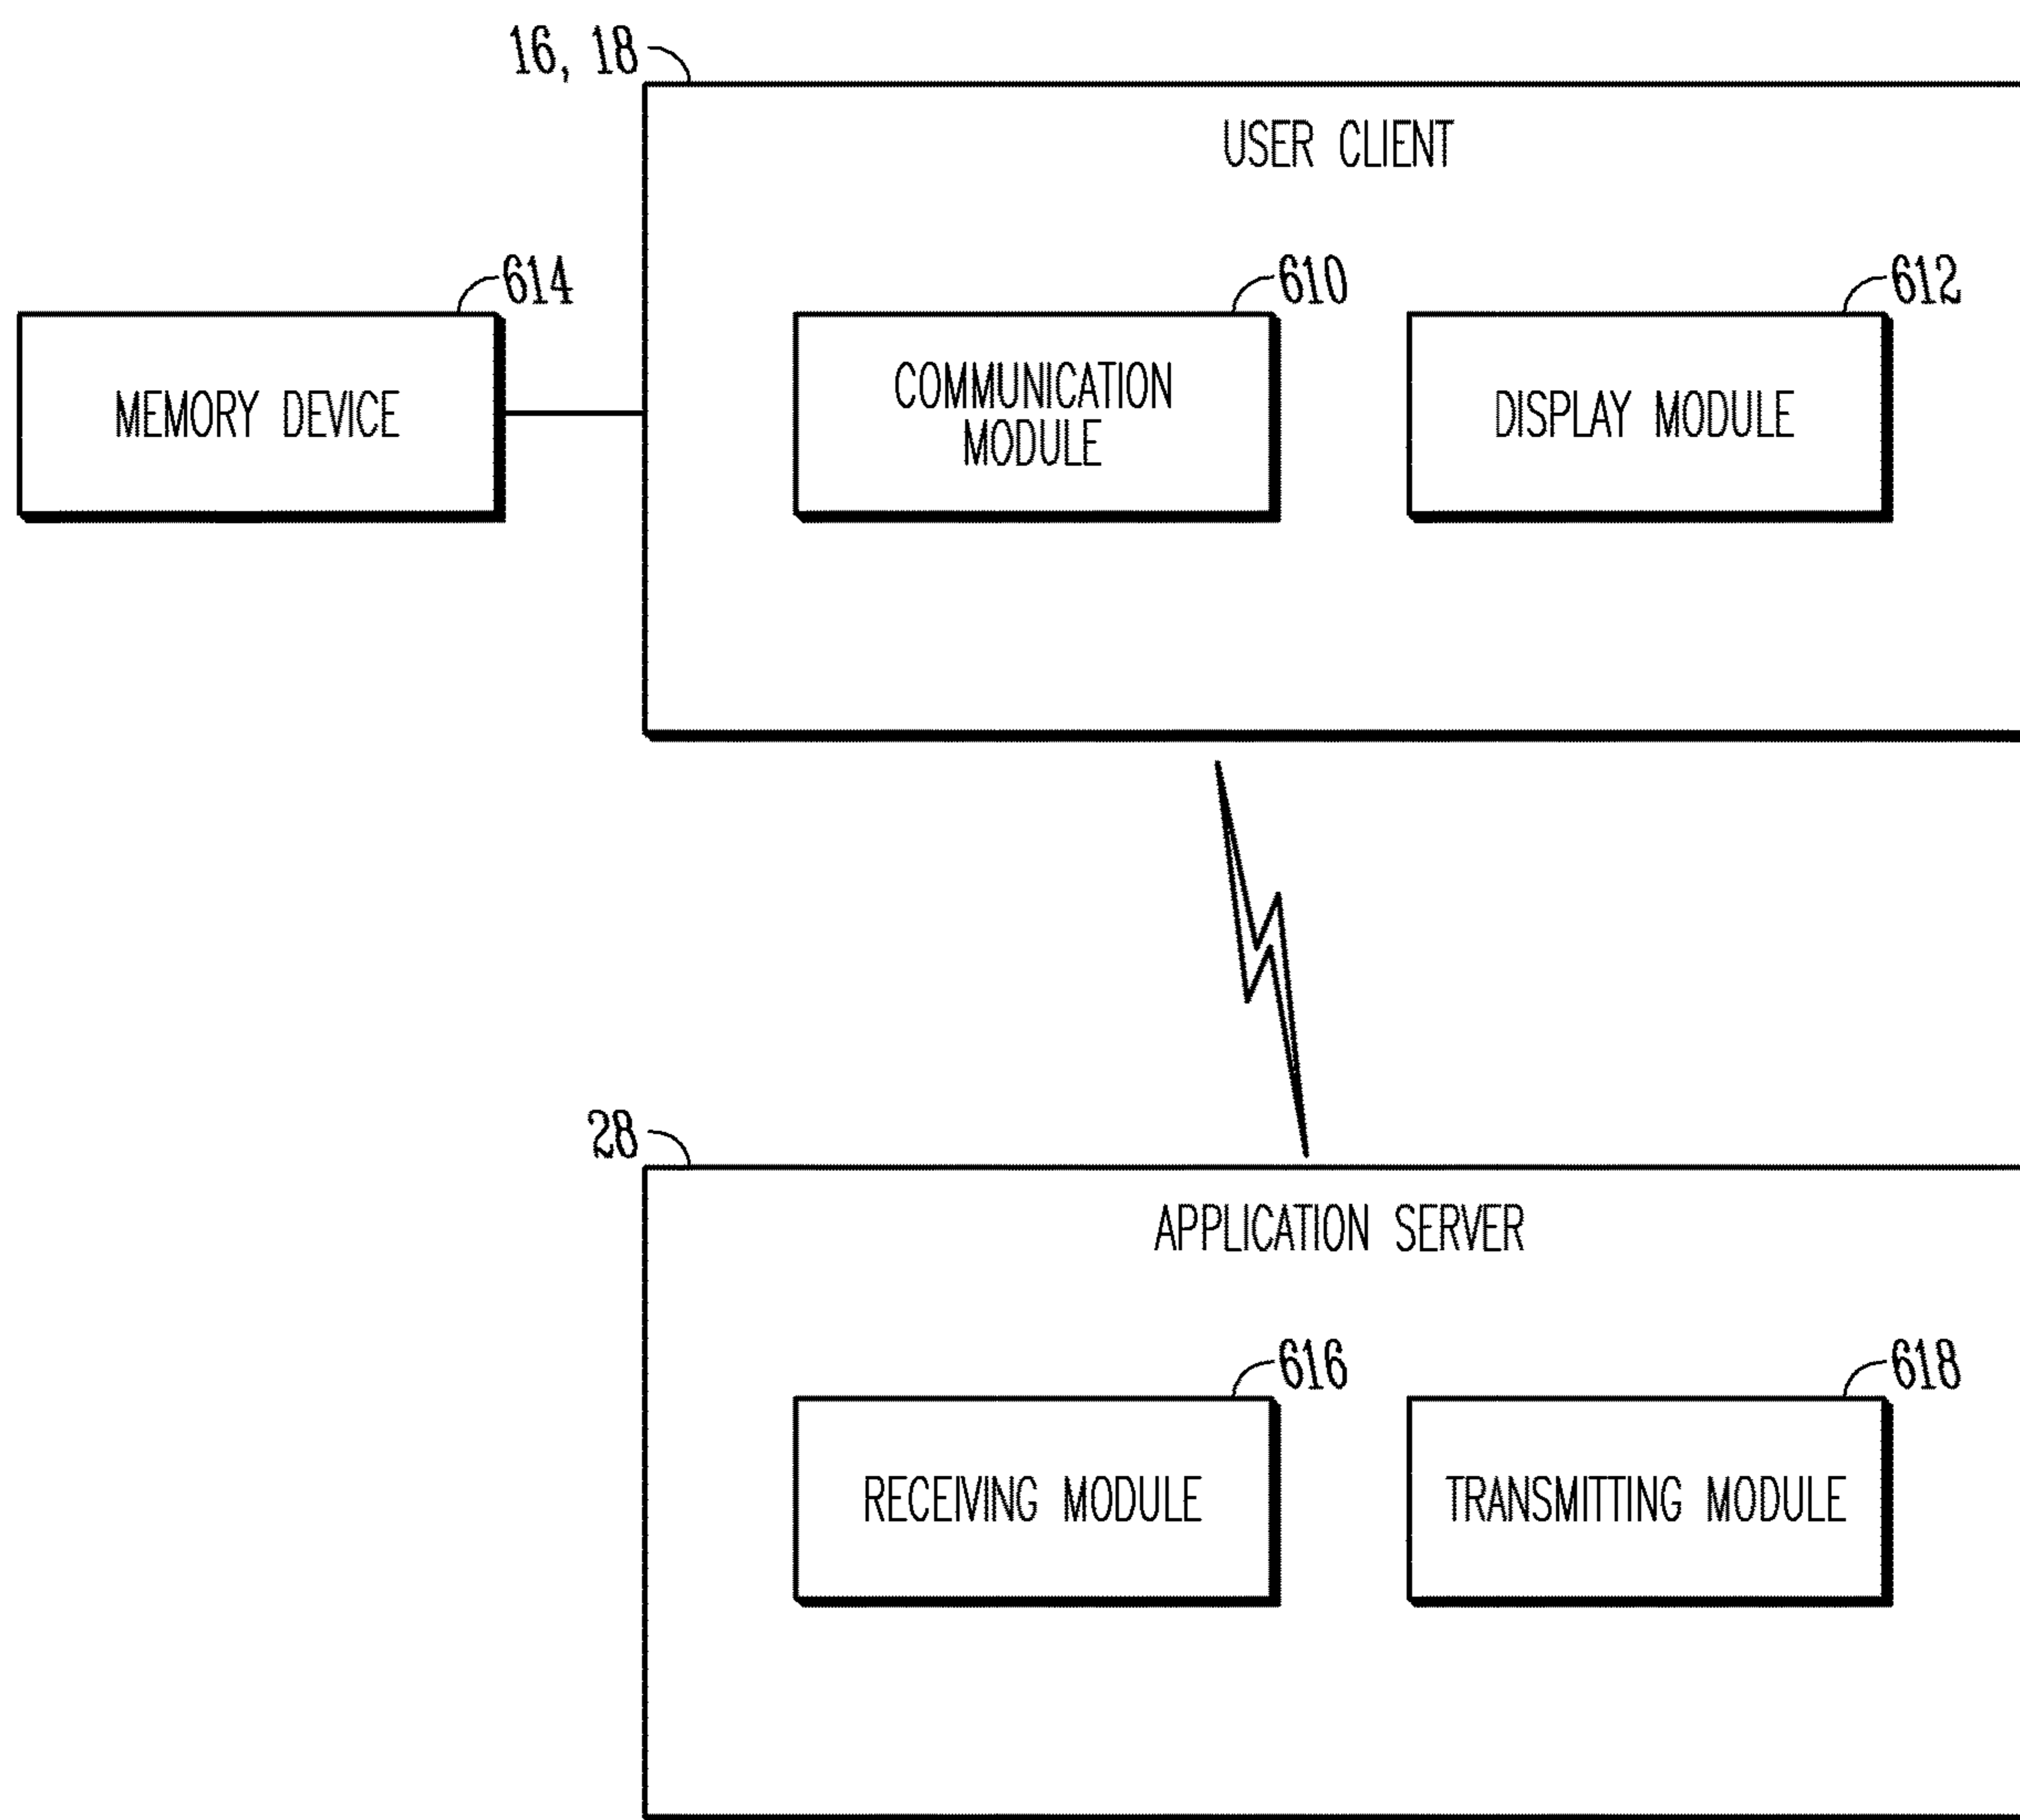 16, 18
USER CLIENT
614
610
612
MEMORY DEVICE
COMMUNICATION
MODULE
DISPLAY MODULE
28
APPLICATION SERVER
616
618
RECEIVING MODULE
TRANSMITTING MODULE